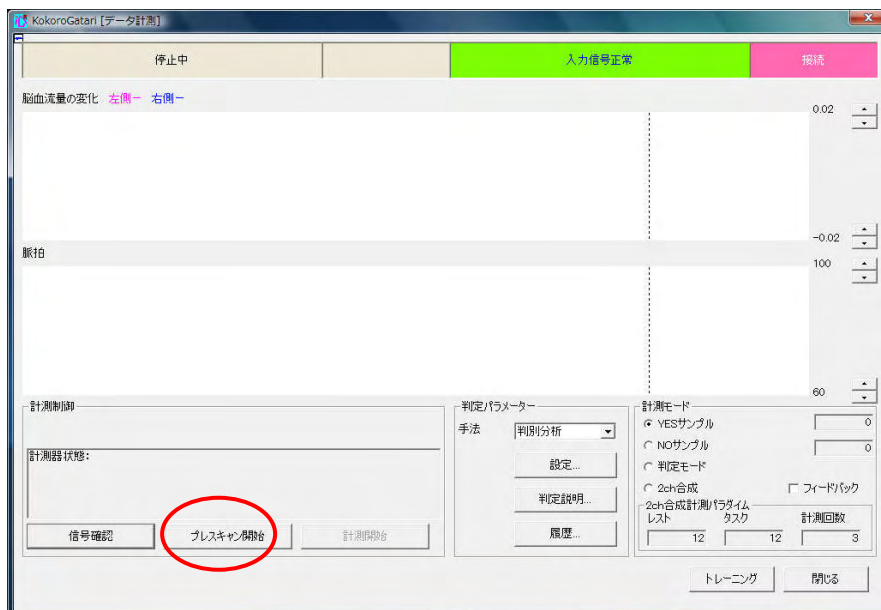 KokoroGatari [データ計測]
停止中 入力信号正常 接続
脳血流量の変化 左側ー 右側ー
0.02
-0.02
脈拍
100
60
計測制御
計測器状態:
信号確認 プレスキャン開始 計測開始
判定パラメーター
手法 判別分析
設定...
判定説明...
履歴...
計測モード
YESサンプル 0
NOサンプル 0
判定モード
2ch合成 フィードバック
2ch合成計測パラダイム
レスト タスク 計測回数
12 12 3
トレーニング 閉じる